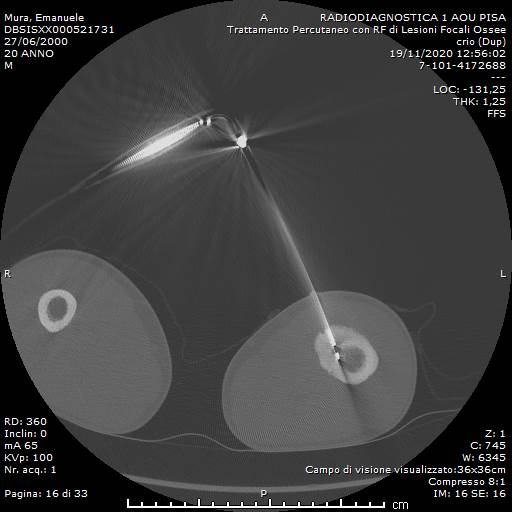 Mura, Emanuele
DBSISXX000521731
27/06/2000
20 ANNO
M
A
RADIODIAGNOSTICA 1 AOU PISA
Trattamento Percutaneo con RF di Lesioni Focali Ossee
crio (Dup)
19/11/2020 12:56:02
7-101-4172688
---
LOC: -131,25
THK: 1,25
FFS
R
L
RD: 360
Inclin: 0
mA 65
KVp: 100
Nr. acq.: 1
Pagina: 16 di 33
P
cm
Z: 1
C: 745
W: 6345
Campo di visione visualizzato:36x36cm
Compresso 8:1
IM: 16 SE: 16